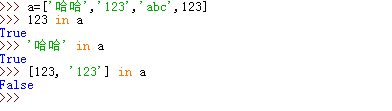 >>> a=['哈哈','123','abc',123]
>>> 123 in a
True
>>> '哈哈' in a
True
>>> [123, '123'] in a
False
>>>